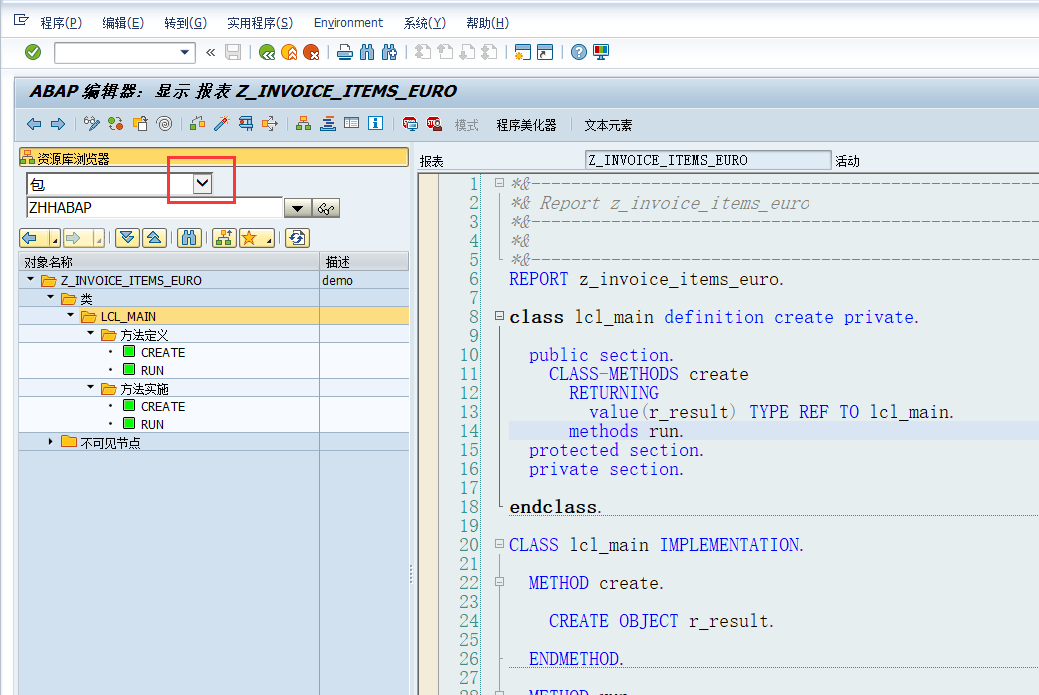 程序(P) 编辑(E) 转到(G) 实用程序(S) Environment 系统(Y) 帮助(H)
ABAP 编辑器：显示 报表 Z_INVOICE_ITEMS_EURO
模式 程序美化器 文本元素
资源库浏览器
包
ZHHABAP
对象名称 描述
Z_INVOICE_ITEMS_EURO demo
类
LCL_MAIN
方法定义
CREATE
RUN
方法实施
CREATE
RUN
不可见节点
报表 Z_INVOICE_ITEMS_EURO 活动
1 *&---------------------------------------------------------------------
2 *& Report z_invoice_items_euro
3 *&---------------------------------------------------------------------
4 *&
5 *&---------------------------------------------------------------------
6 REPORT z_invoice_items_euro.
7
8 class lcl_main definition create private.
9
10 public section.
11 CLASS-METHODS create
12 RETURNING
13 value(r_result) TYPE REF TO lcl_main.
14 methods run.
15 protected section.
16 private section.
17
18 endclass.
19
20 CLASS lcl_main IMPLEMENTATION.
21
22 METHOD create.
23
24 CREATE OBJECT r_result.
25
26 ENDMETHOD.
27
28 METHOD run